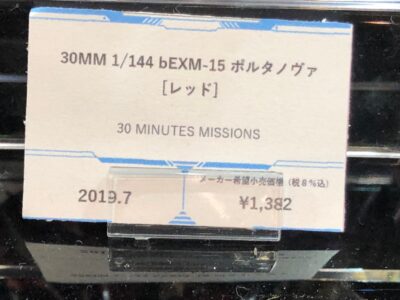 30MM 1/144 bEXM-15 ポルタノヴァ
[レッド]
30 MINUTES MISSIONS
メーカー希望小売価格（税8％込）
2019.7
¥1,382